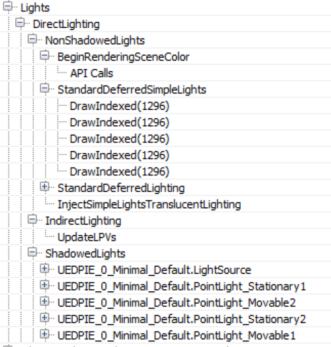 Lights
DirectLighting
NonShadowedLights
BeginRenderingSceneColor
API Calls
StandardDeferredSimpleLights
DrawIndexed(1296)
DrawIndexed(1296)
DrawIndexed(1296)
DrawIndexed(1296)
DrawIndexed(1296)
StandardDeferredLighting
InjectSimpleLightsTranslucentLighting
IndirectLighting
UpdateLPVs
ShadowedLights
UEDPIE_0_Minimal_Default.LightSource
UEDPIE_0_Minimal_Default.PointLight_Stationary1
UEDPIE_0_Minimal_Default.PointLight_Movable2
UEDPIE_0_Minimal_Default.PointLight_Stationary2
UEDPIE_0_Minimal_Default.PointLight_Movable1